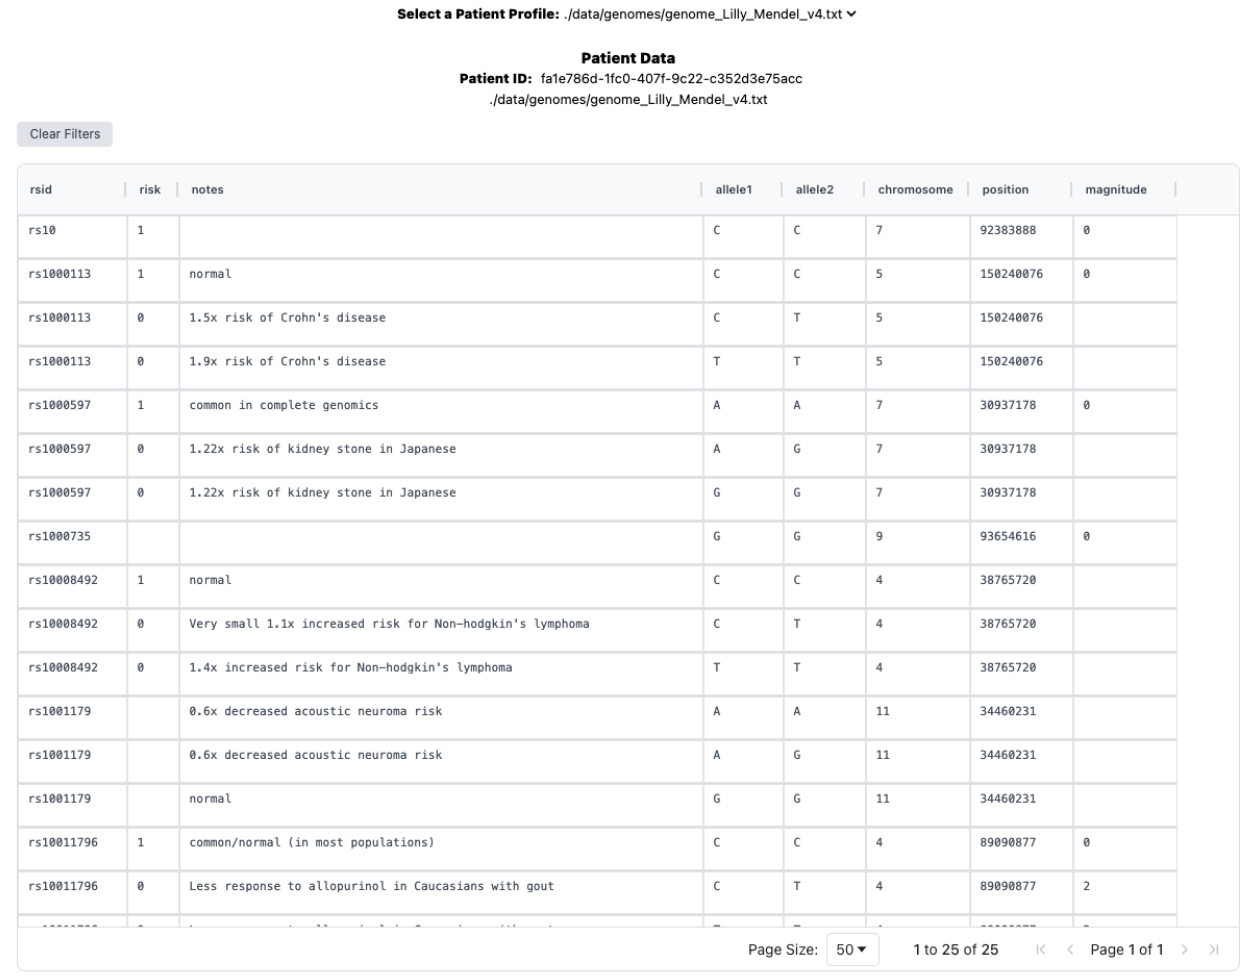 Select a Patient Profile: ./data/genomes/genome_Lilly_Mendel_v4.txt
Patient Data
Patient ID: fa1e786d-1fc0-407f-9c22-c352d3e75acc
./data/genomes/genome_Lilly_Mendel_v4.txt
Clear Filters
rsid risk notes allele1 allele2 chromosome position magnitude
rs10 1 C C 7 92383888 0
rs1000113 1 normal C C 5 150240076 0
rs1000113 0 1.5x risk of Crohn's disease C T 5 150240076
rs1000113 0 1.9x risk of Crohn's disease T T 5 150240076
rs1000597 1 common in complete genomics A A 7 30937178 0
rs1000597 0 1.22x risk of kidney stone in Japanese A G 7 30937178
rs1000597 0 1.22x risk of kidney stone in Japanese G G 7 30937178
rs1000735 G G 9 93654616 0
rs10008492 1 normal C C 4 38765720
rs10008492 0 Very small 1.1x increased risk for Non-hodgkin's lymphoma C T 4 38765720
rs10008492 0 1.4x increased risk for Non-hodgkin's lymphoma T T 4 38765720
rs1001179 0.6x decreased acoustic neuroma risk A A 11 34460231
rs1001179 0.6x decreased acoustic neuroma risk A G 11 34460231
rs1001179 normal G G 11 34460231
rs10011796 1 common/normal (in most populations) C C 4 89090877 0
rs10011796 0 Less response to allopurinol in Caucasians with gout C T 4 89090877 2
Page Size: 50 1 to 25 of 25 Page 1 of 1